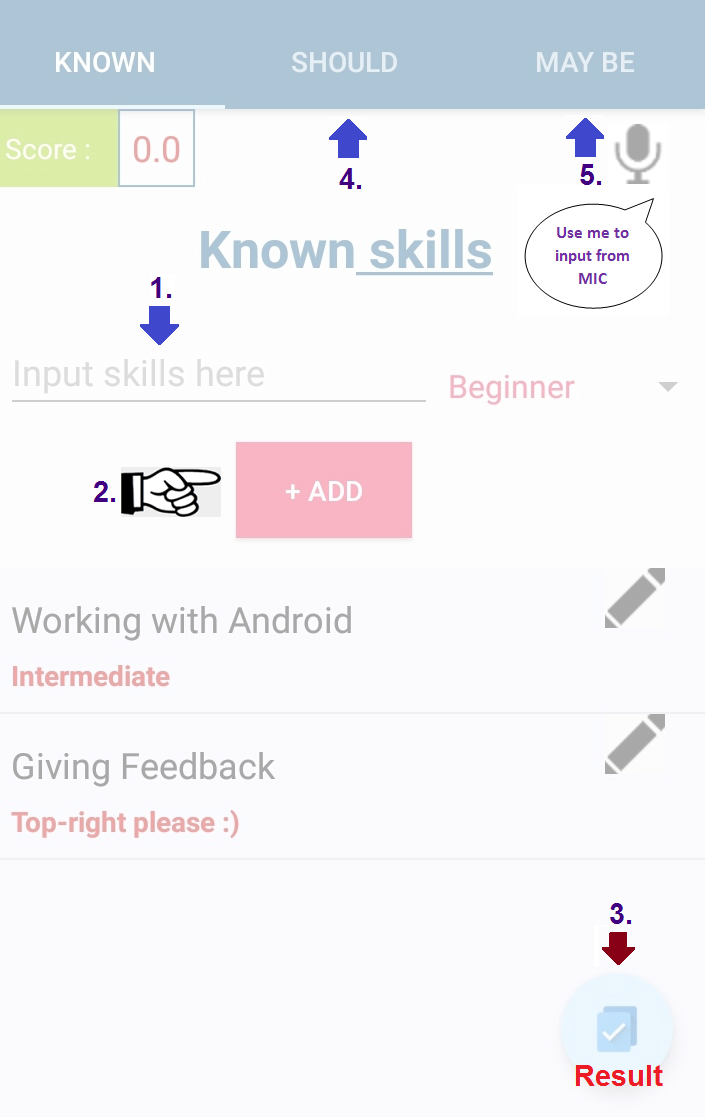 KNOWN SHOULD MAY BE
Score : 0.0
4.
5.
Known skills
Use me to
input from
MIC
1.
Input skills here Beginner
2. + ADD
Working with Android
Intermediate
Giving Feedback
Top-right please :)
3.
Result